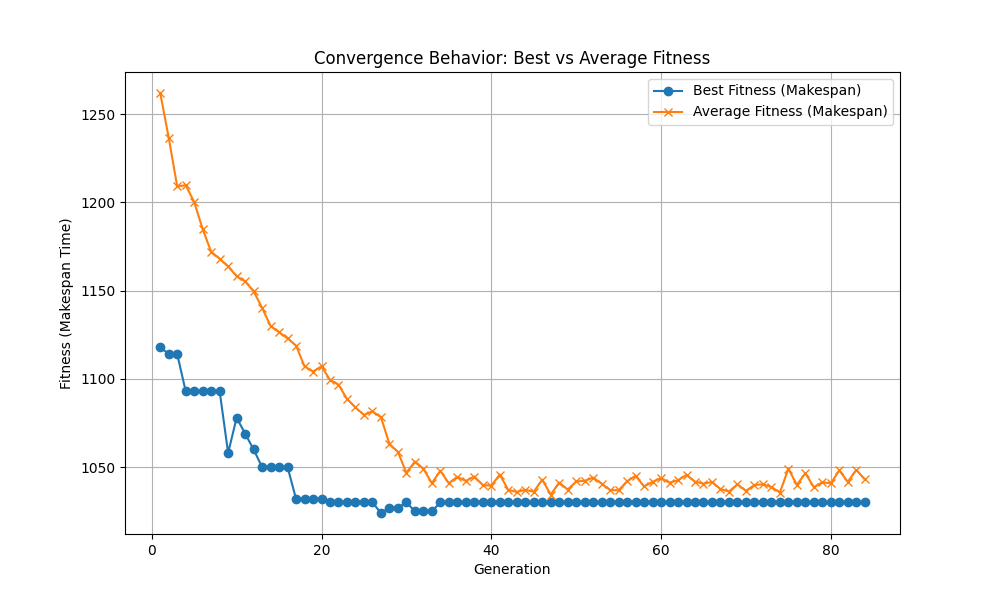 Convergence Behavior: Best vs Average Fitness
Best Fitness (Makespan)
Average Fitness (Makespan)
Fitness (Makespan Time)
1250
1200
1150
1100
1050
0
20
40
60
80
Generation